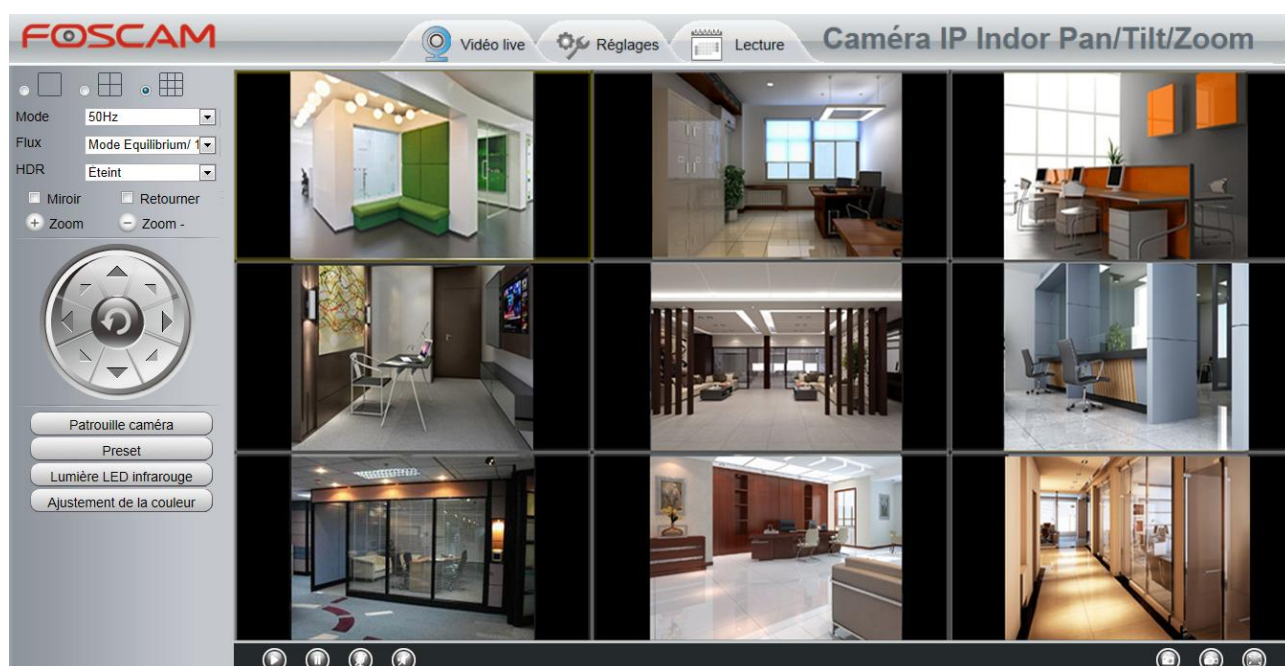 FOSCAM
Vidéo live
Réglages
Lecture
Caméra IP Indor Pan/Tilt/Zoom
Mode
50Hz
Flux
Mode Equilibrium/ 1
HDR
Éteint
Miroir
Retourner
+ Zoom
− Zoom -
Patrouille caméra
Preset
Lumière LED infrarouge
Ajustement de la couleur